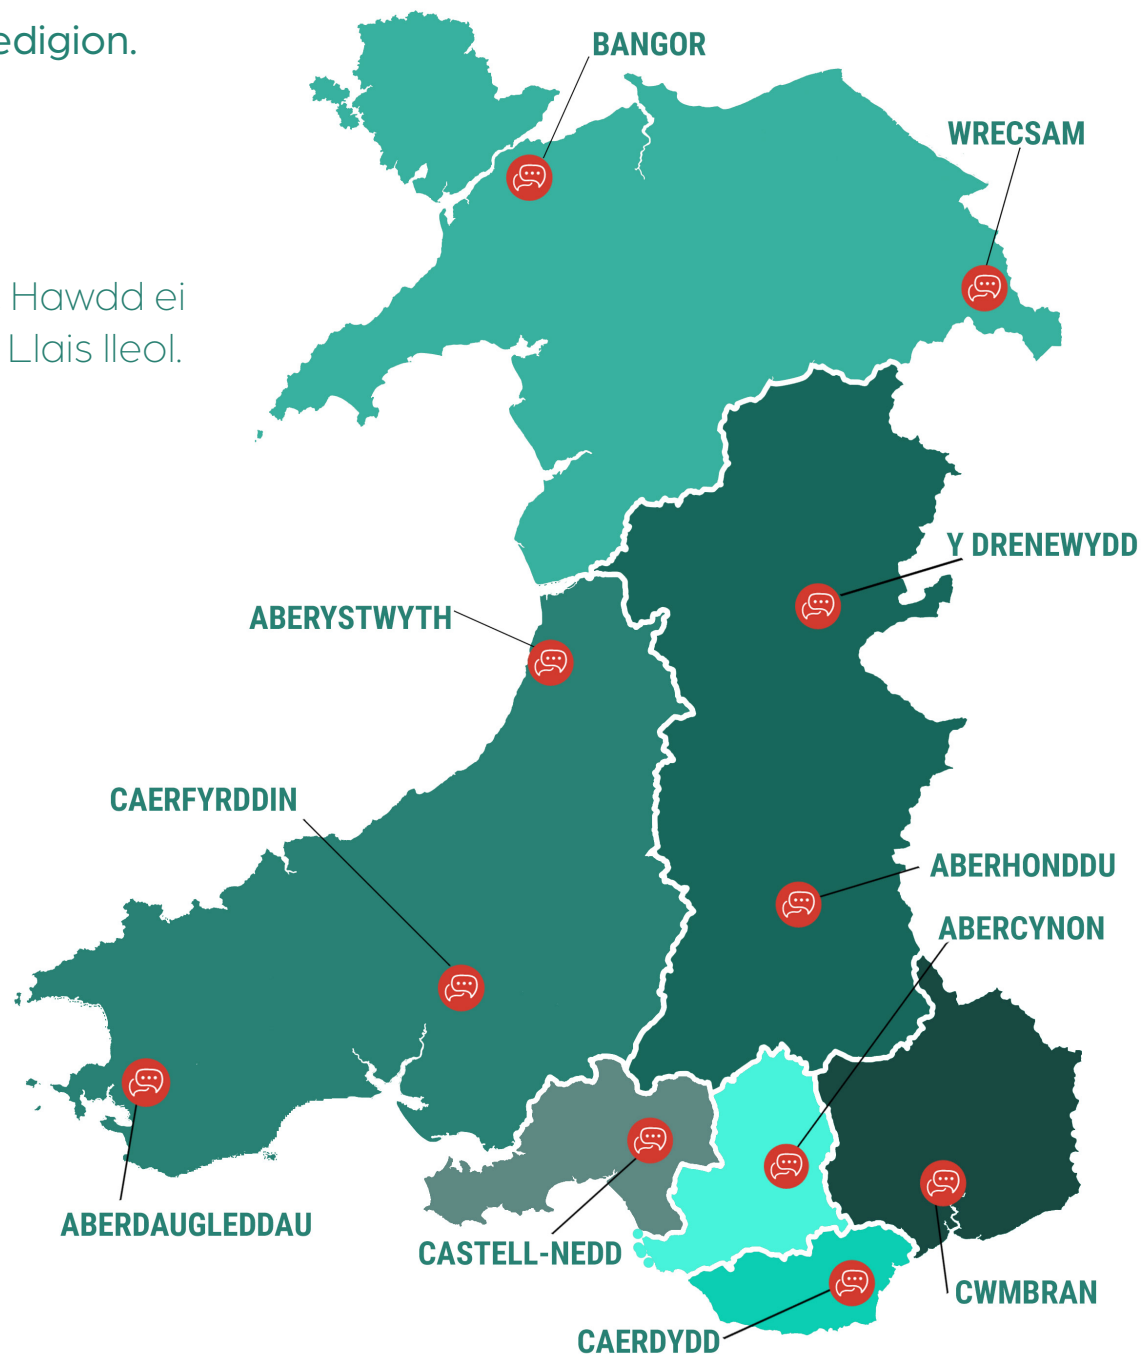 edigion.
BANGOR
WRECSAM
Hawdd ei
Llais lleol.
Y DRENEWYDD
ABERYSTWYTH
CAERFYRDDIN
ABERHONDDU
ABERCYNON
ABERDAUGLEDDAU
CASTELL-NEDD
CWMBRAN
CAERDYDD